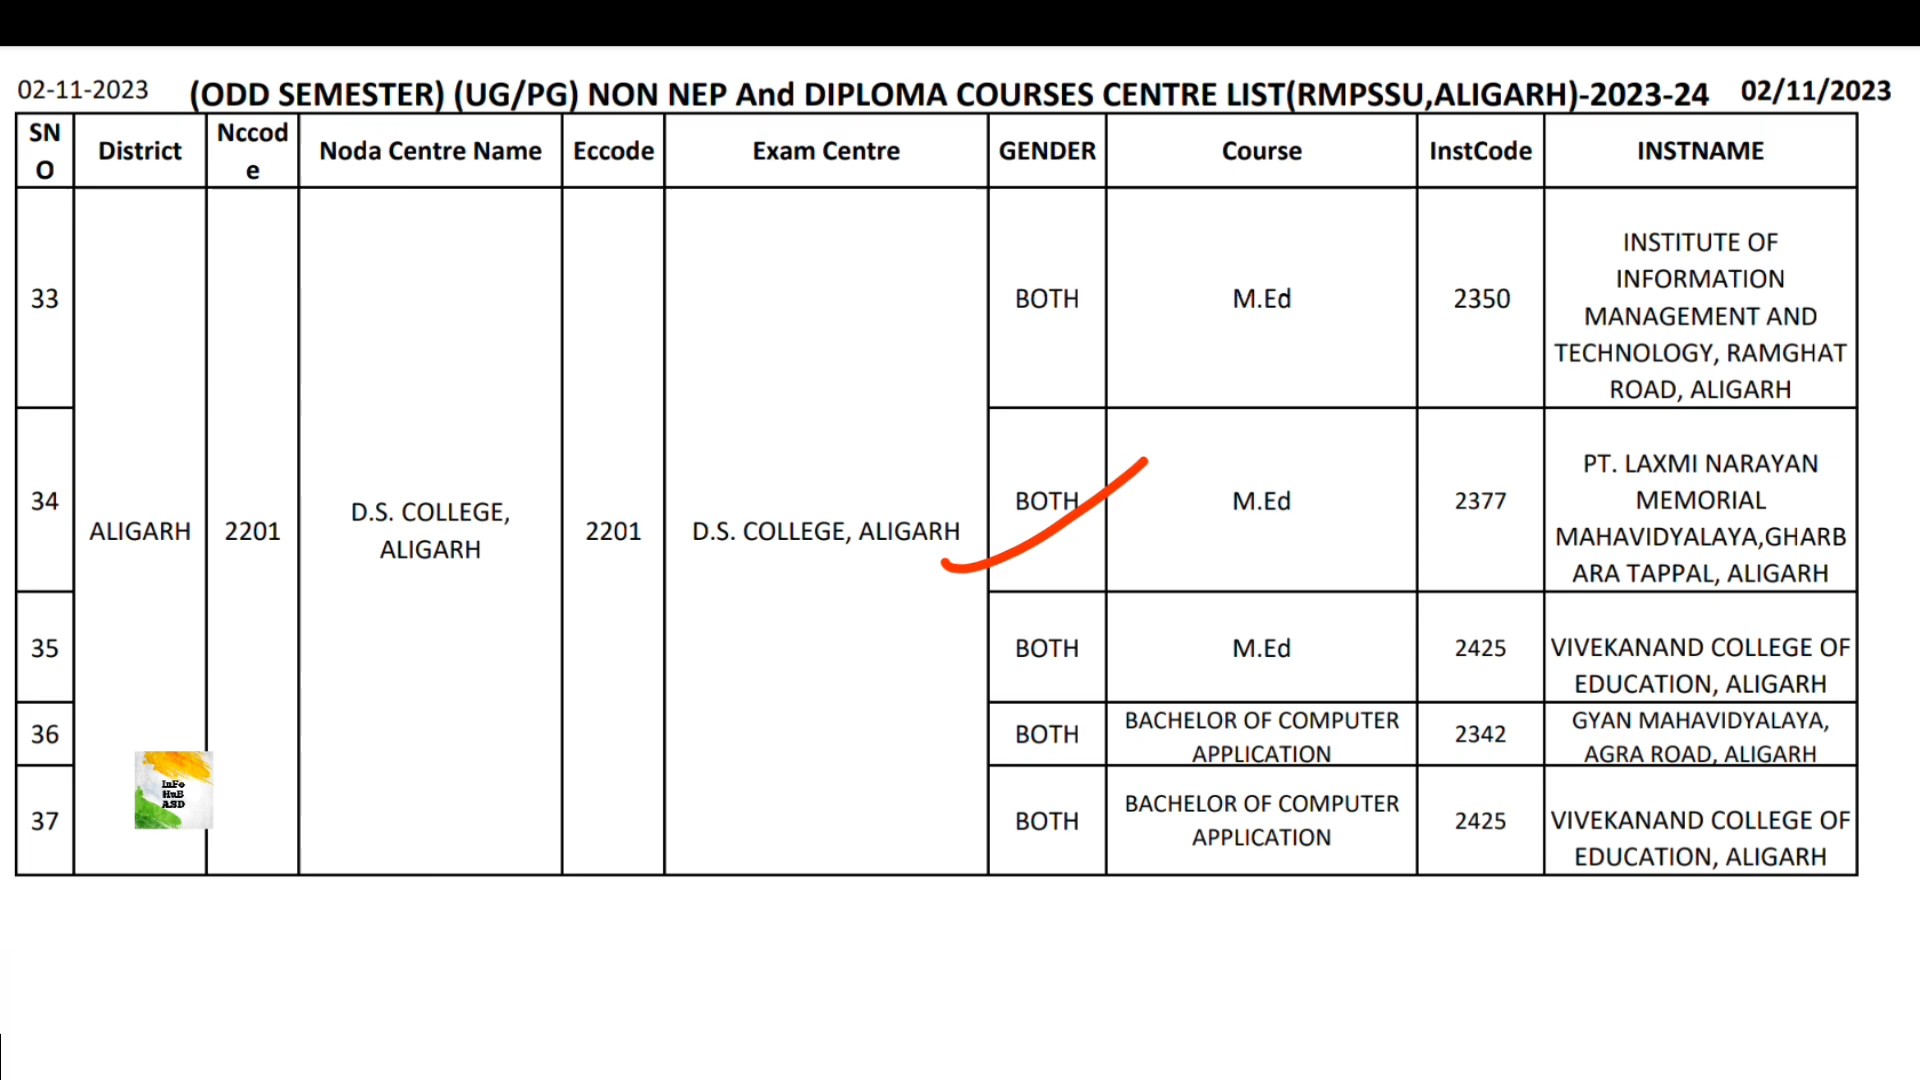 02-11-2023 (ODD SEMESTER) (UG/PG) NON NEP And DIPLOMA COURSES CENTRE LIST(RMPSSU,ALIGARH)-2023-24 02/11/2023
SN
O
District
Nccod
e
Noda Centre Name
Eccode
Exam Centre
GENDER
Course
InstCode
INSTNAME
ALIGARH
2201
D.S. COLLEGE,
ALIGARH
2201
D.S. COLLEGE, ALIGARH
33
BOTH
M.Ed
2350
INSTITUTE OF
INFORMATION
MANAGEMENT AND
TECHNOLOGY, RAMGHAT
ROAD, ALIGARH
34
BOTH
M.Ed
2377
PT. LAXMI NARAYAN
MEMORIAL
MAHAVIDYALAYA,GHARB
ARA TAPPAL, ALIGARH
35
BOTH
M.Ed
2425
VIVEKANAND COLLEGE OF
EDUCATION, ALIGARH
36
BOTH
BACHELOR OF COMPUTER
APPLICATION
2342
GYAN MAHAVIDYALAYA,
AGRA ROAD, ALIGARH
37
BOTH
BACHELOR OF COMPUTER
APPLICATION
2425
VIVEKANAND COLLEGE OF
EDUCATION, ALIGARH
InFo
HuB
ASD